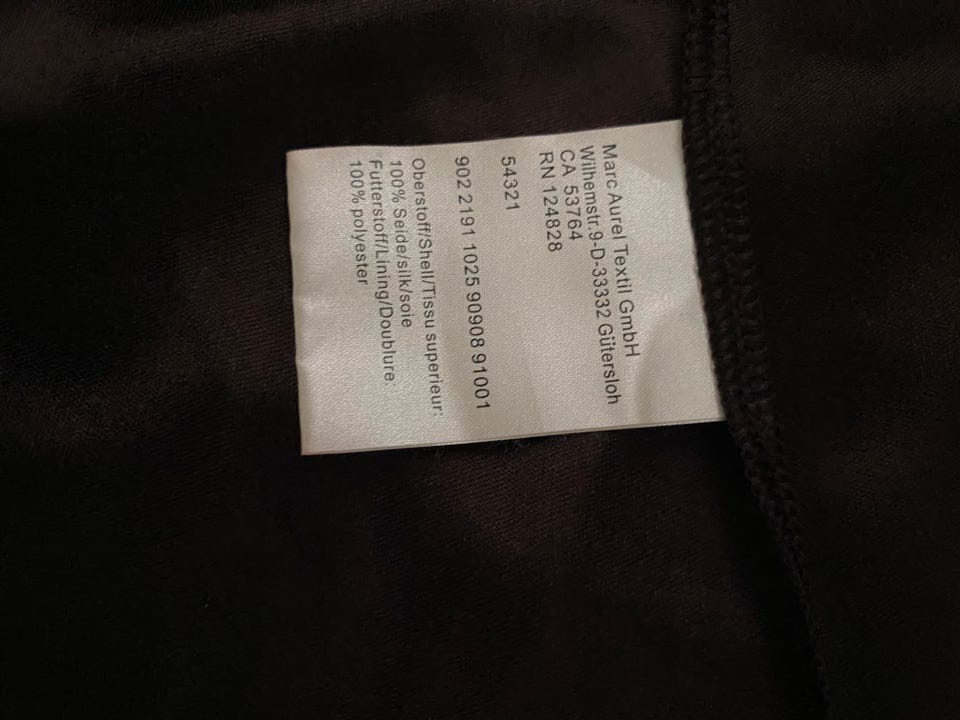 Marc Aurel Textil GmbH
Wilhemstr.9-D-33332 Gütersloh
CA 53764
RN 124828
54321
902 2191 1025 90908 91001
Oberstoff/Shell/Tissu superieur:
100% Seide/silk/soie
Futterstoff/Lining/Doublure:
100% polyester